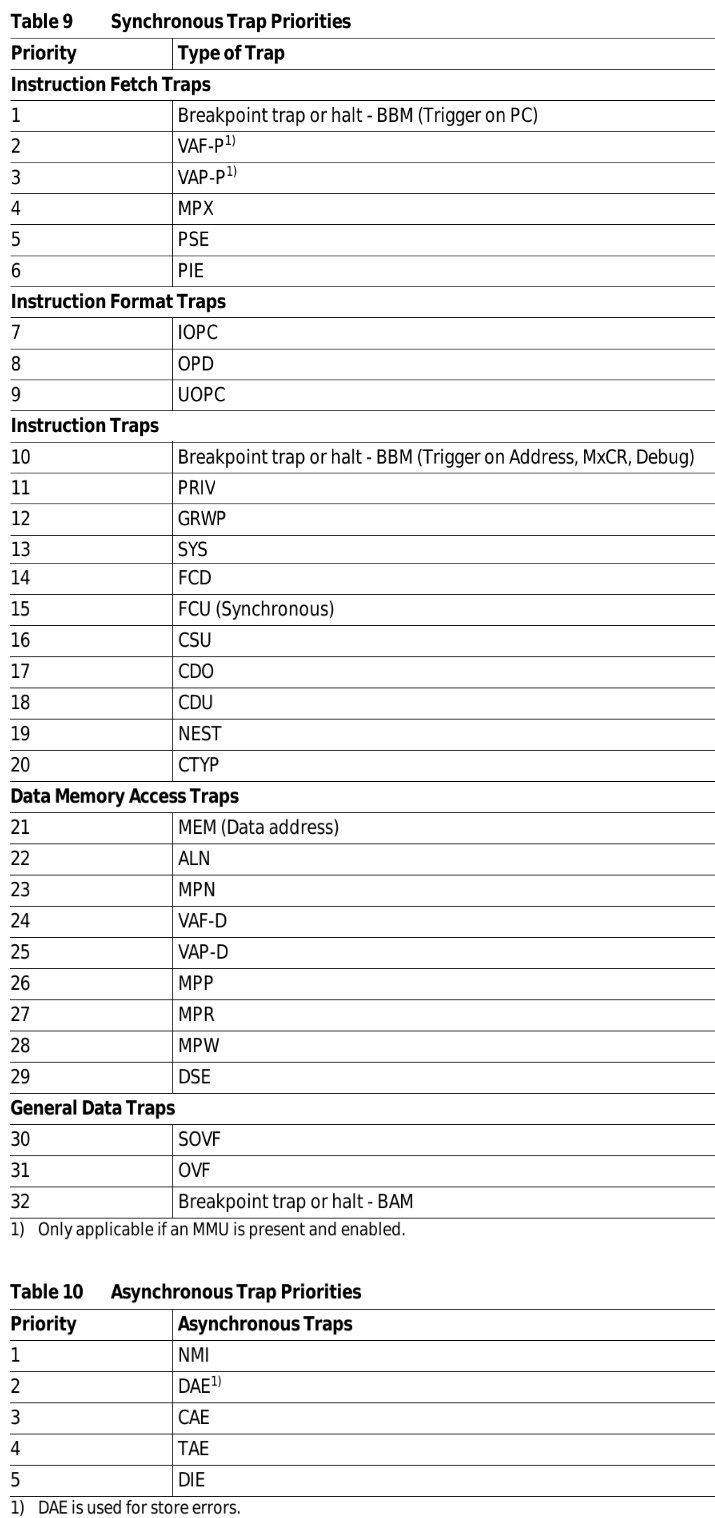 Table 9 Synchronous Trap Priorities
Priority Type of Trap
Instruction Fetch Traps
1 Breakpoint trap or halt - BBM (Trigger on PC)
2 VAF-P1)
3 VAP-P1)
4 MPX
5 PSE
6 PIE
Instruction Format Traps
7 IOPC
8 OPD
9 UOPC
Instruction Traps
10 Breakpoint trap or halt - BBM (Trigger on Address, MxCR, Debug)
11 PRIV
12 GRWP
13 SYS
14 FCD
15 FCU (Synchronous)
16 CSU
17 CDO
18 CDU
19 NEST
20 CTYP
Data Memory Access Traps
21 MEM (Data address)
22 ALN
23 MPN
24 VAF-D
25 VAP-D
26 MPP
27 MPR
28 MPW
29 DSE
General Data Traps
30 SOVF
31 OVF
32 Breakpoint trap or halt - BAM
1) Only applicable if an MMU is present and enabled.
Table 10 Asynchronous Trap Priorities
Priority Asynchronous Traps
1 NMI
2 DAE1)
3 CAE
4 TAE
5 DIE
1) DAE is used for store errors.